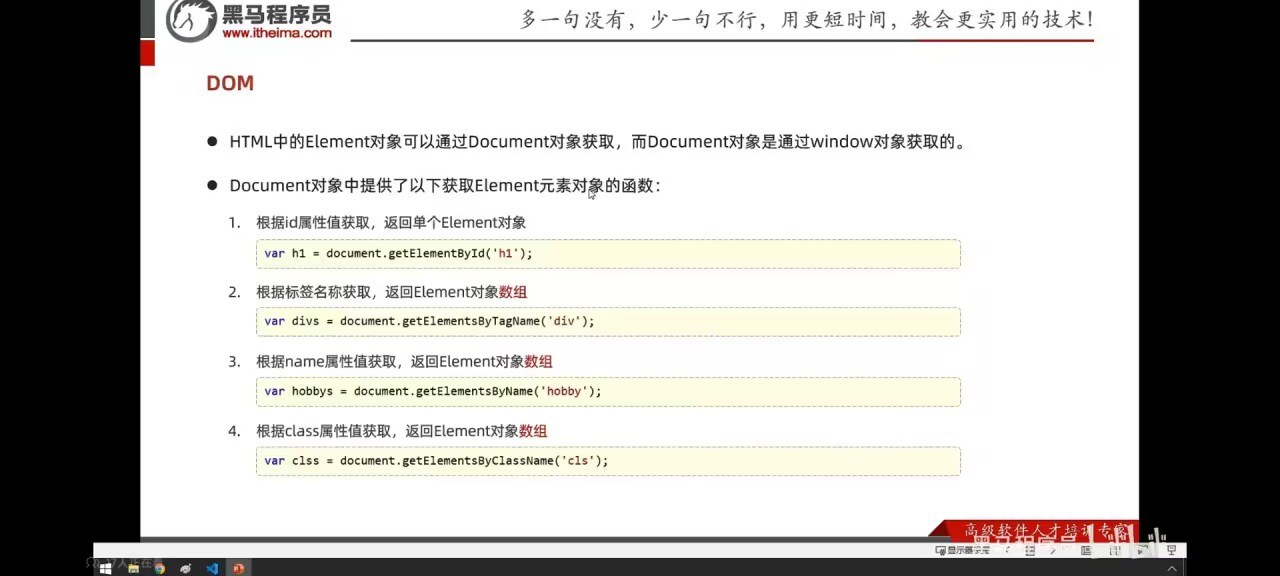 黑马程序员
www.itheima.com
多一句没有，少一句不行，用更短时间，教会更实用的技术！
DOM
● HTML中的Element对象可以通过Document对象获取，而Document对象是通过window对象获取的。
● Document对象中提供了以下获取Element元素对象的函数：
1. 根据id属性值获取，返回单个Element对象
var h1 = document.getElementById('h1');
2. 根据标签名称获取，返回Element对象数组
var divs = document.getElementsByTagName('div');
3. 根据name属性值获取，返回Element对象数组
var hobbys = document.getElementsByName('hobby');
4. 根据class属性值获取，返回Element对象数组
var clss = document.getElementsByClassName('cls');
高级软件人才培训专家
黑马程序员
显示器设置